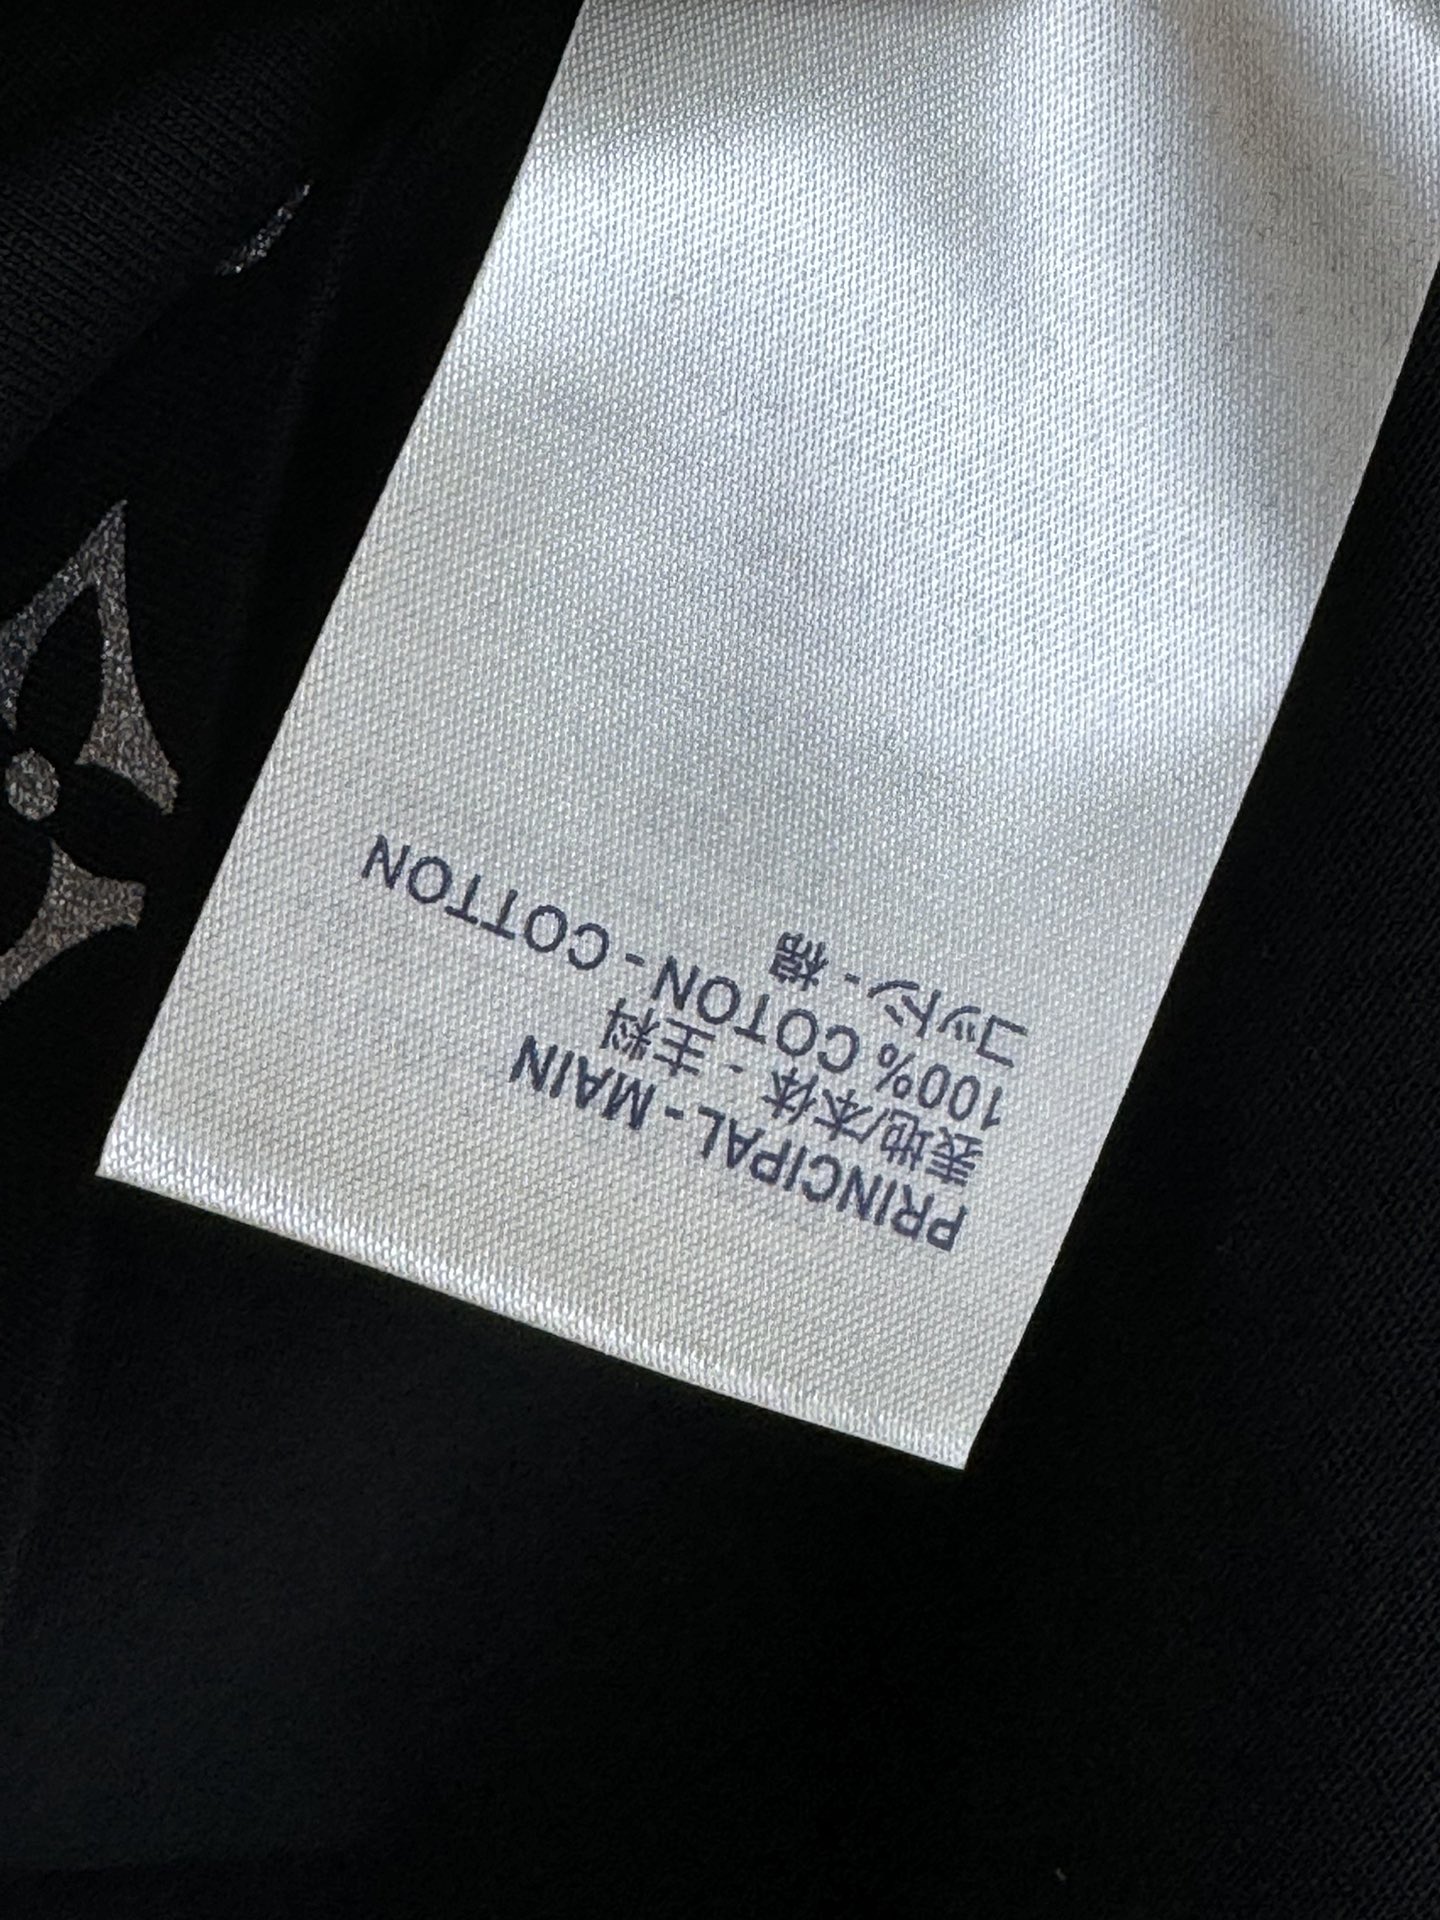 PRINCIPAL - MAIN
表地/本体 - 主料
100% COTON - COTTON
コットン - 棉